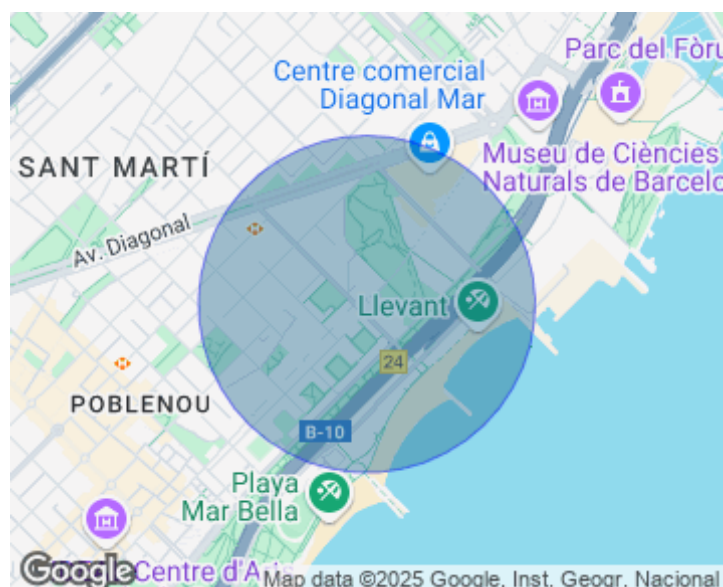 Parc del Fòru
Centre comercial
Diagonal Mar
Museu de Ciències
Naturals de Barcelo
SANT MARTÍ
Av. Diagonal
Llevant
24
POBLENOU
B-10
Playa
Mar Bella
Google
Centre d'A
Map data ©2025 Google, Inst. Geogr. Nacional